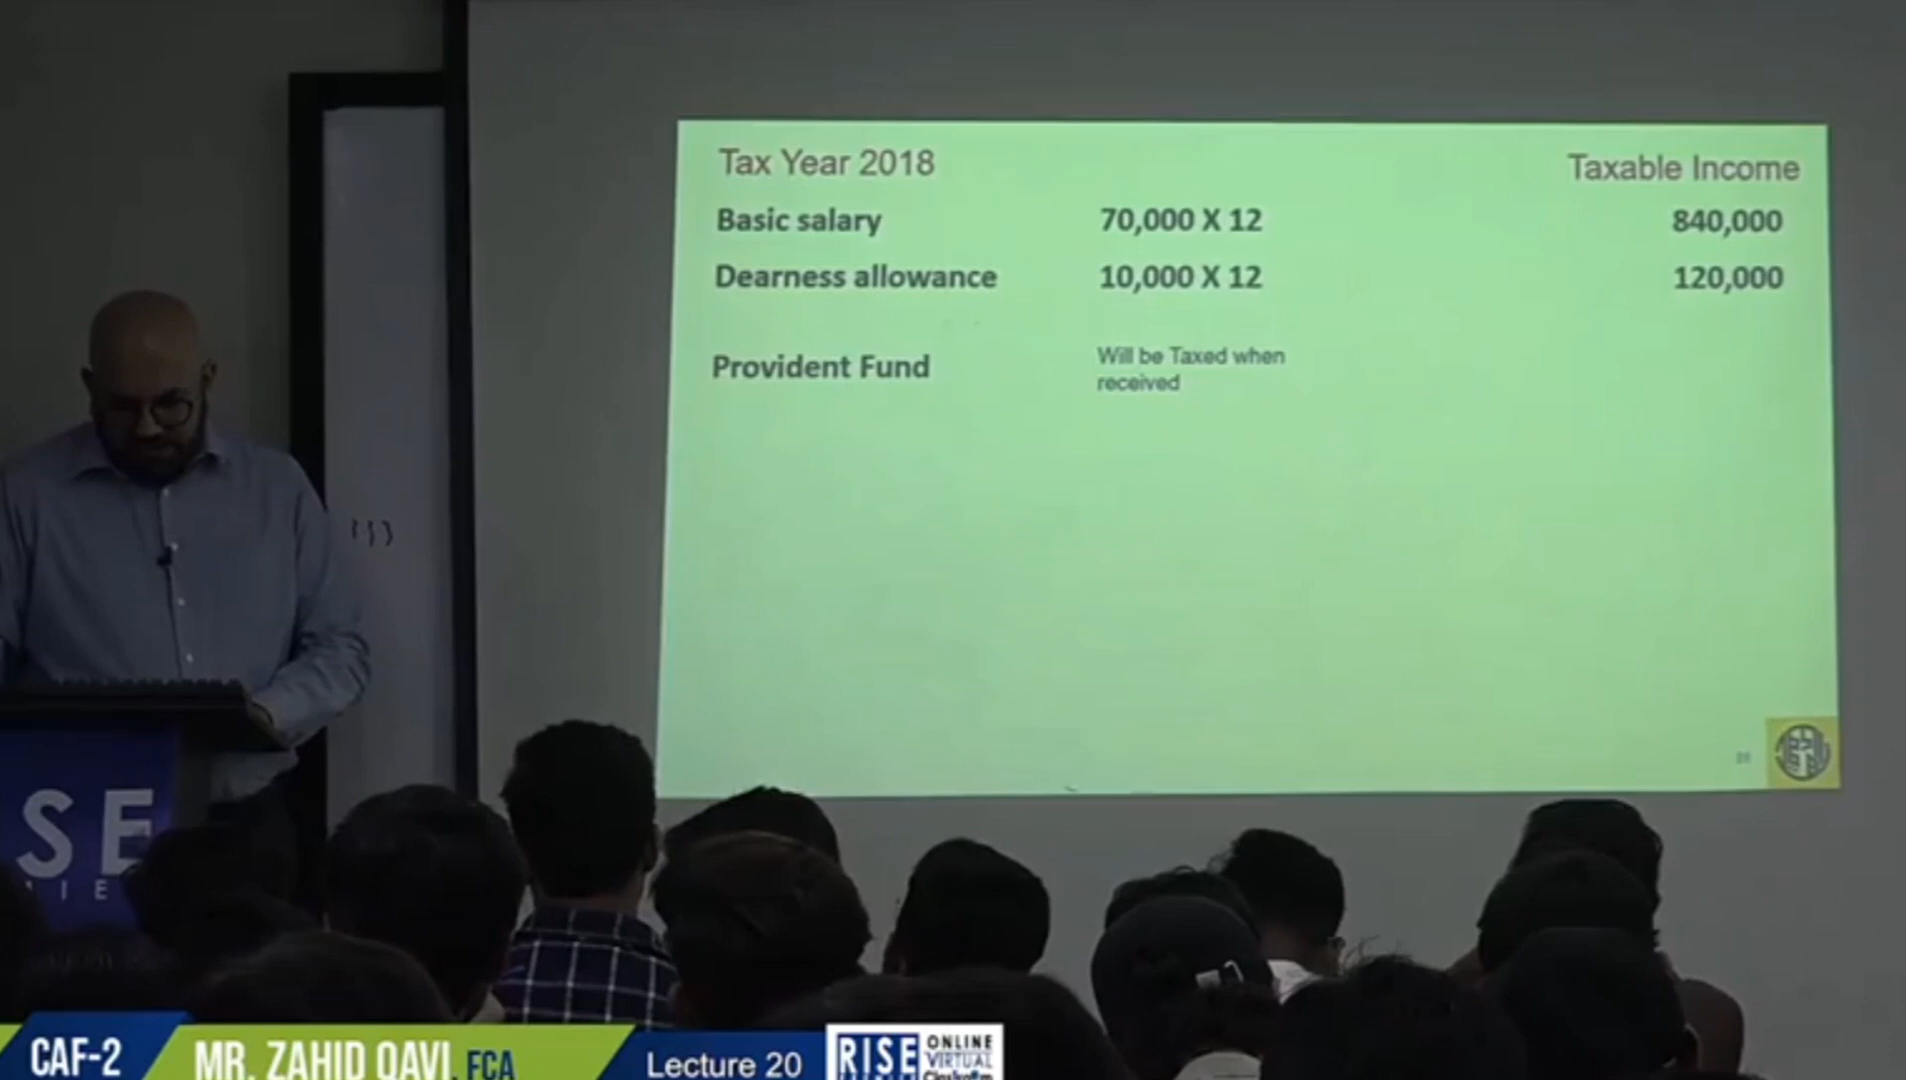 Tax Year 2018
Taxable Income
Basic salary 70,000 X 12 840,000
Dearness allowance 10,000 X 12 120,000
Provident Fund
Will be Taxed when
received
SE
CAF-2
MR. ZAHID QAVI, FCA
Lecture 20
RISE
ONLINE
VIRTUAL